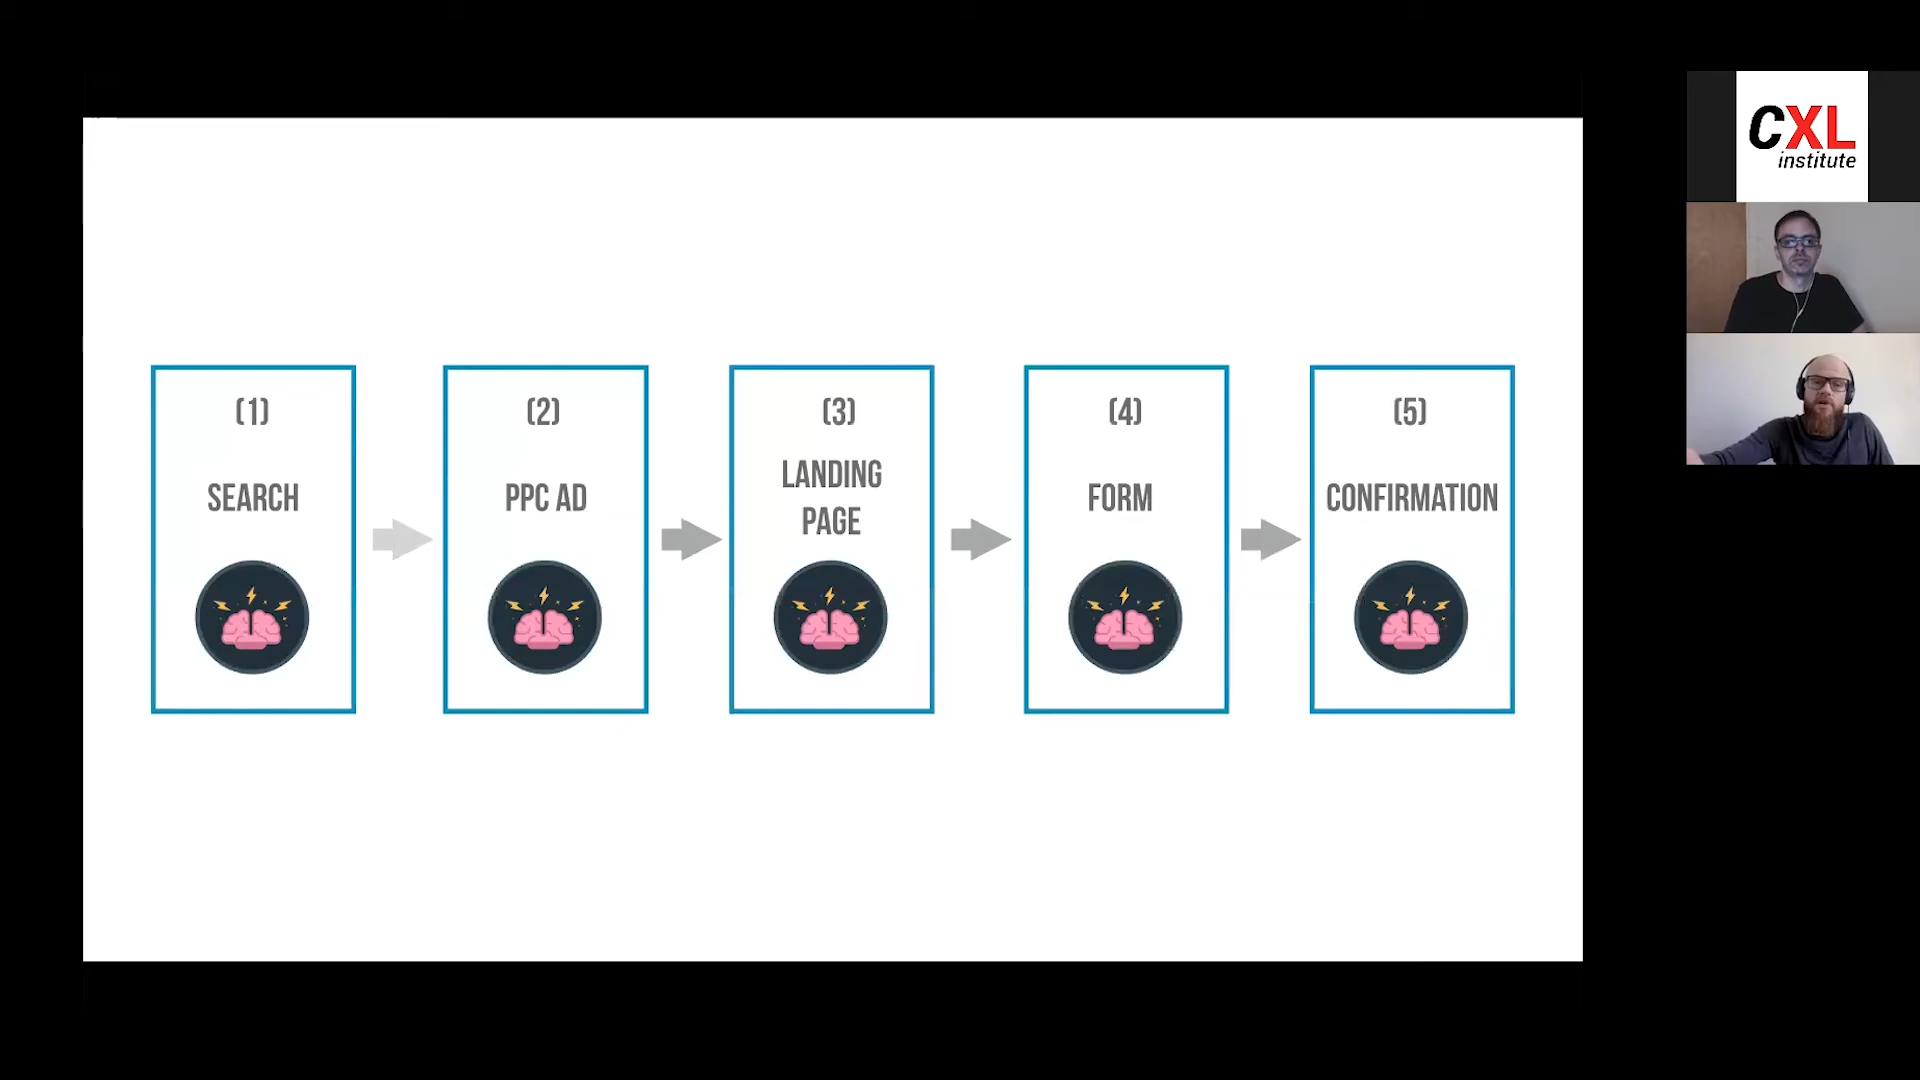 (1)
SEARCH
(2)
PPC AD
(3)
LANDING
PAGE
(4)
FORM
(5)
CONFIRMATION
CXL
institute